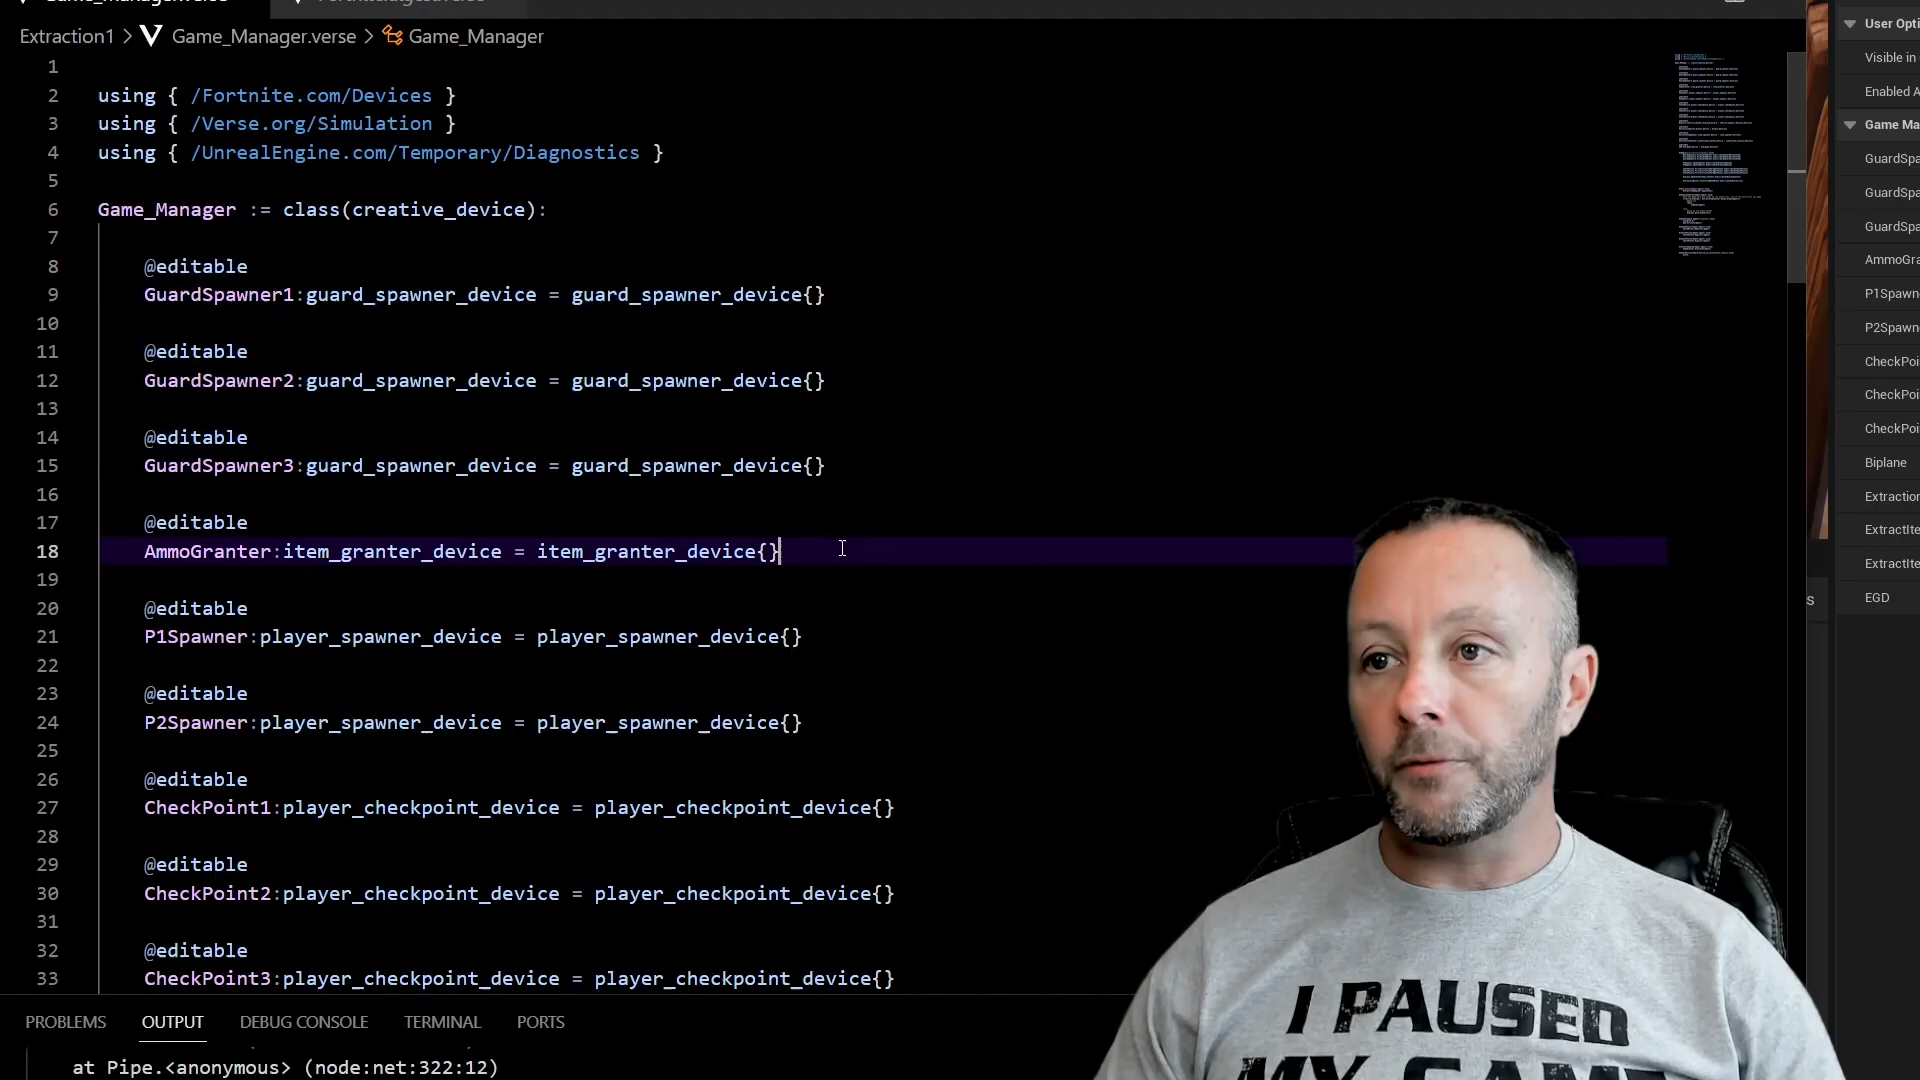 Extraction1 > Game_Manager.verse > Game_Manager
1
2 using { /Fortnite.com/Devices }
3 using { /Verse.org/Simulation }
4 using { /UnrealEngine.com/Temporary/Diagnostics }
5
6 Game_Manager := class(creative_device):
7
8 @editable
9 GuardSpawner1:guard_spawner_device = guard_spawner_device{}
10
11 @editable
12 GuardSpawner2:guard_spawner_device = guard_spawner_device{}
13
14 @editable
15 GuardSpawner3:guard_spawner_device = guard_spawner_device{}
16
17 @editable
18 AmmoGranter:item_granter_device = item_granter_device{}
19
20 @editable
21 P1Spawner:player_spawner_device = player_spawner_device{}
22
23 @editable
24 P2Spawner:player_spawner_device = player_spawner_device{}
25
26 @editable
27 CheckPoint1:player_checkpoint_device = player_checkpoint_device{}
28
29 @editable
30 CheckPoint2:player_checkpoint_device = player_checkpoint_device{}
31
32 @editable
33 CheckPoint3:player_checkpoint_device = player_checkpoint_device{}
PROBLEMS OUTPUT DEBUG CONSOLE TERMINAL PORTS
at Pipe.<anonymous> (node:net:322:12)
User Opti
Visible in
Enabled A
Game Ma
GuardSpa
GuardSpa
GuardSpa
AmmoGra
P1Spawn
P2Spawn
CheckPoi
CheckPoi
CheckPoi
Biplane
Extraction
ExtractIte
ExtractIte
EGD
I PAUSED
MY GAME